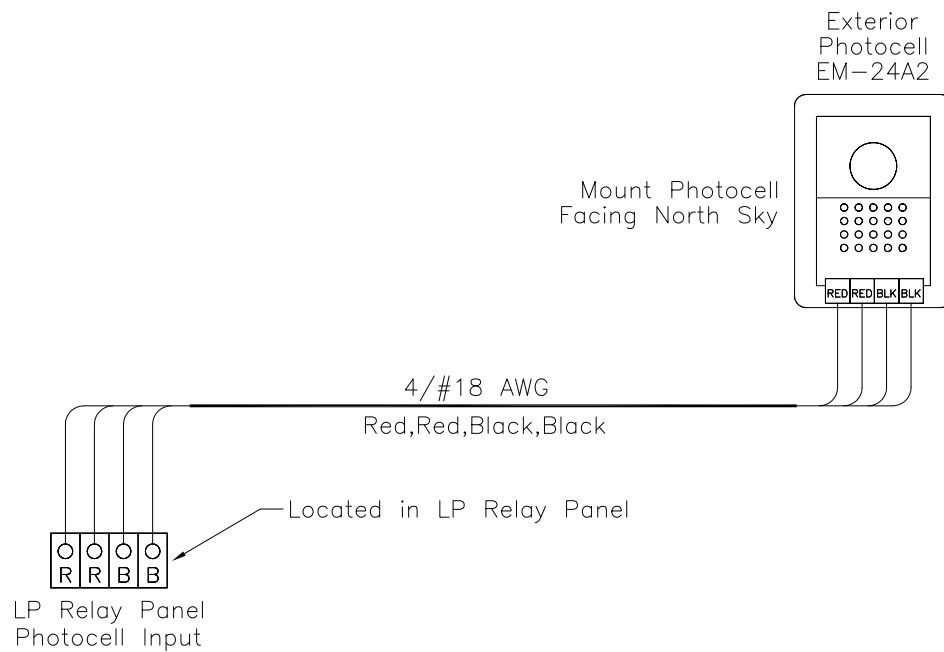 Exterior
Photocell
EM-24A2
Mount Photocell
Facing North Sky
RED RED BLK BLK
4/#18 AWG
Red,Red,Black,Black
Located in LP Relay Panel
R R B B
LP Relay Panel
Photocell Input